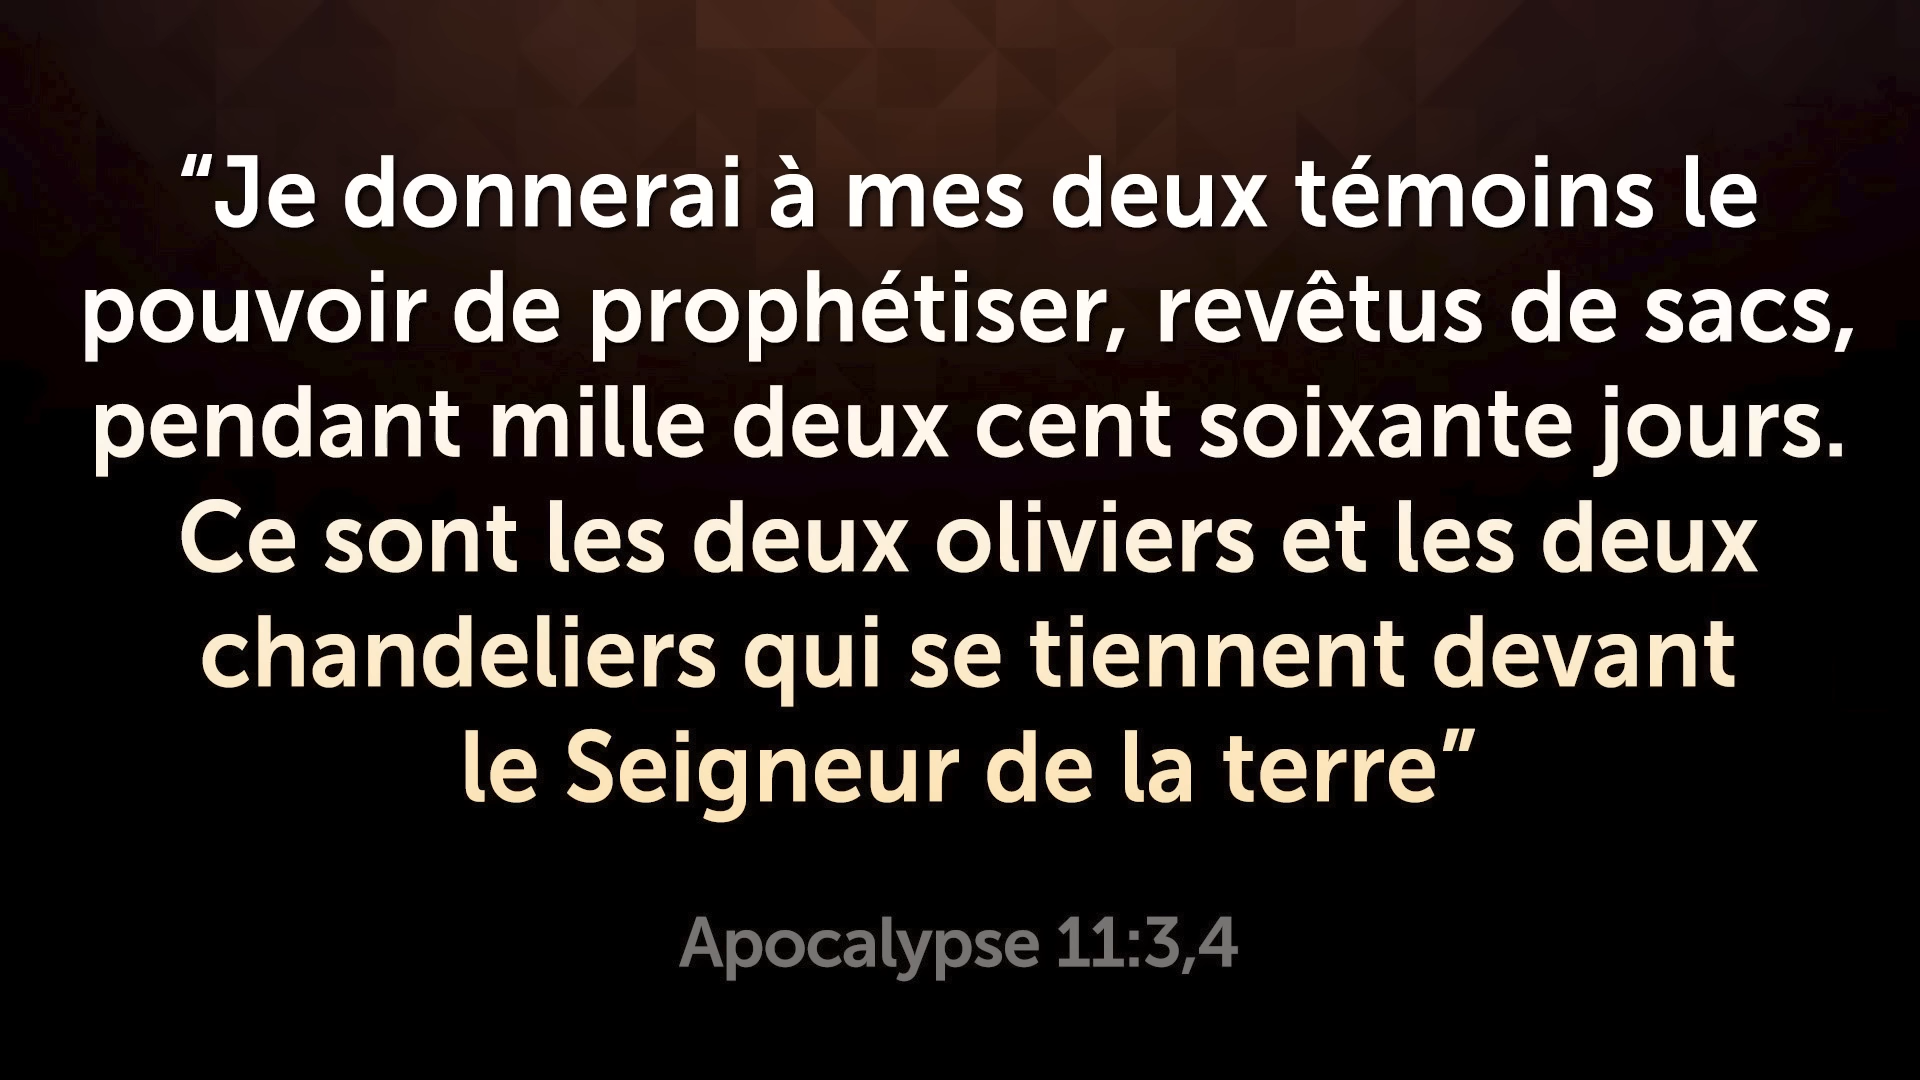 “Je donnerai à mes deux témoins le
pouvoir de prophétiser, revêtus de sacs,
pendant mille deux cent soixante jours.
Ce sont les deux oliviers et les deux
chandeliers qui se tiennent devant
le Seigneur de la terre”
Apocalypse 11:3,4